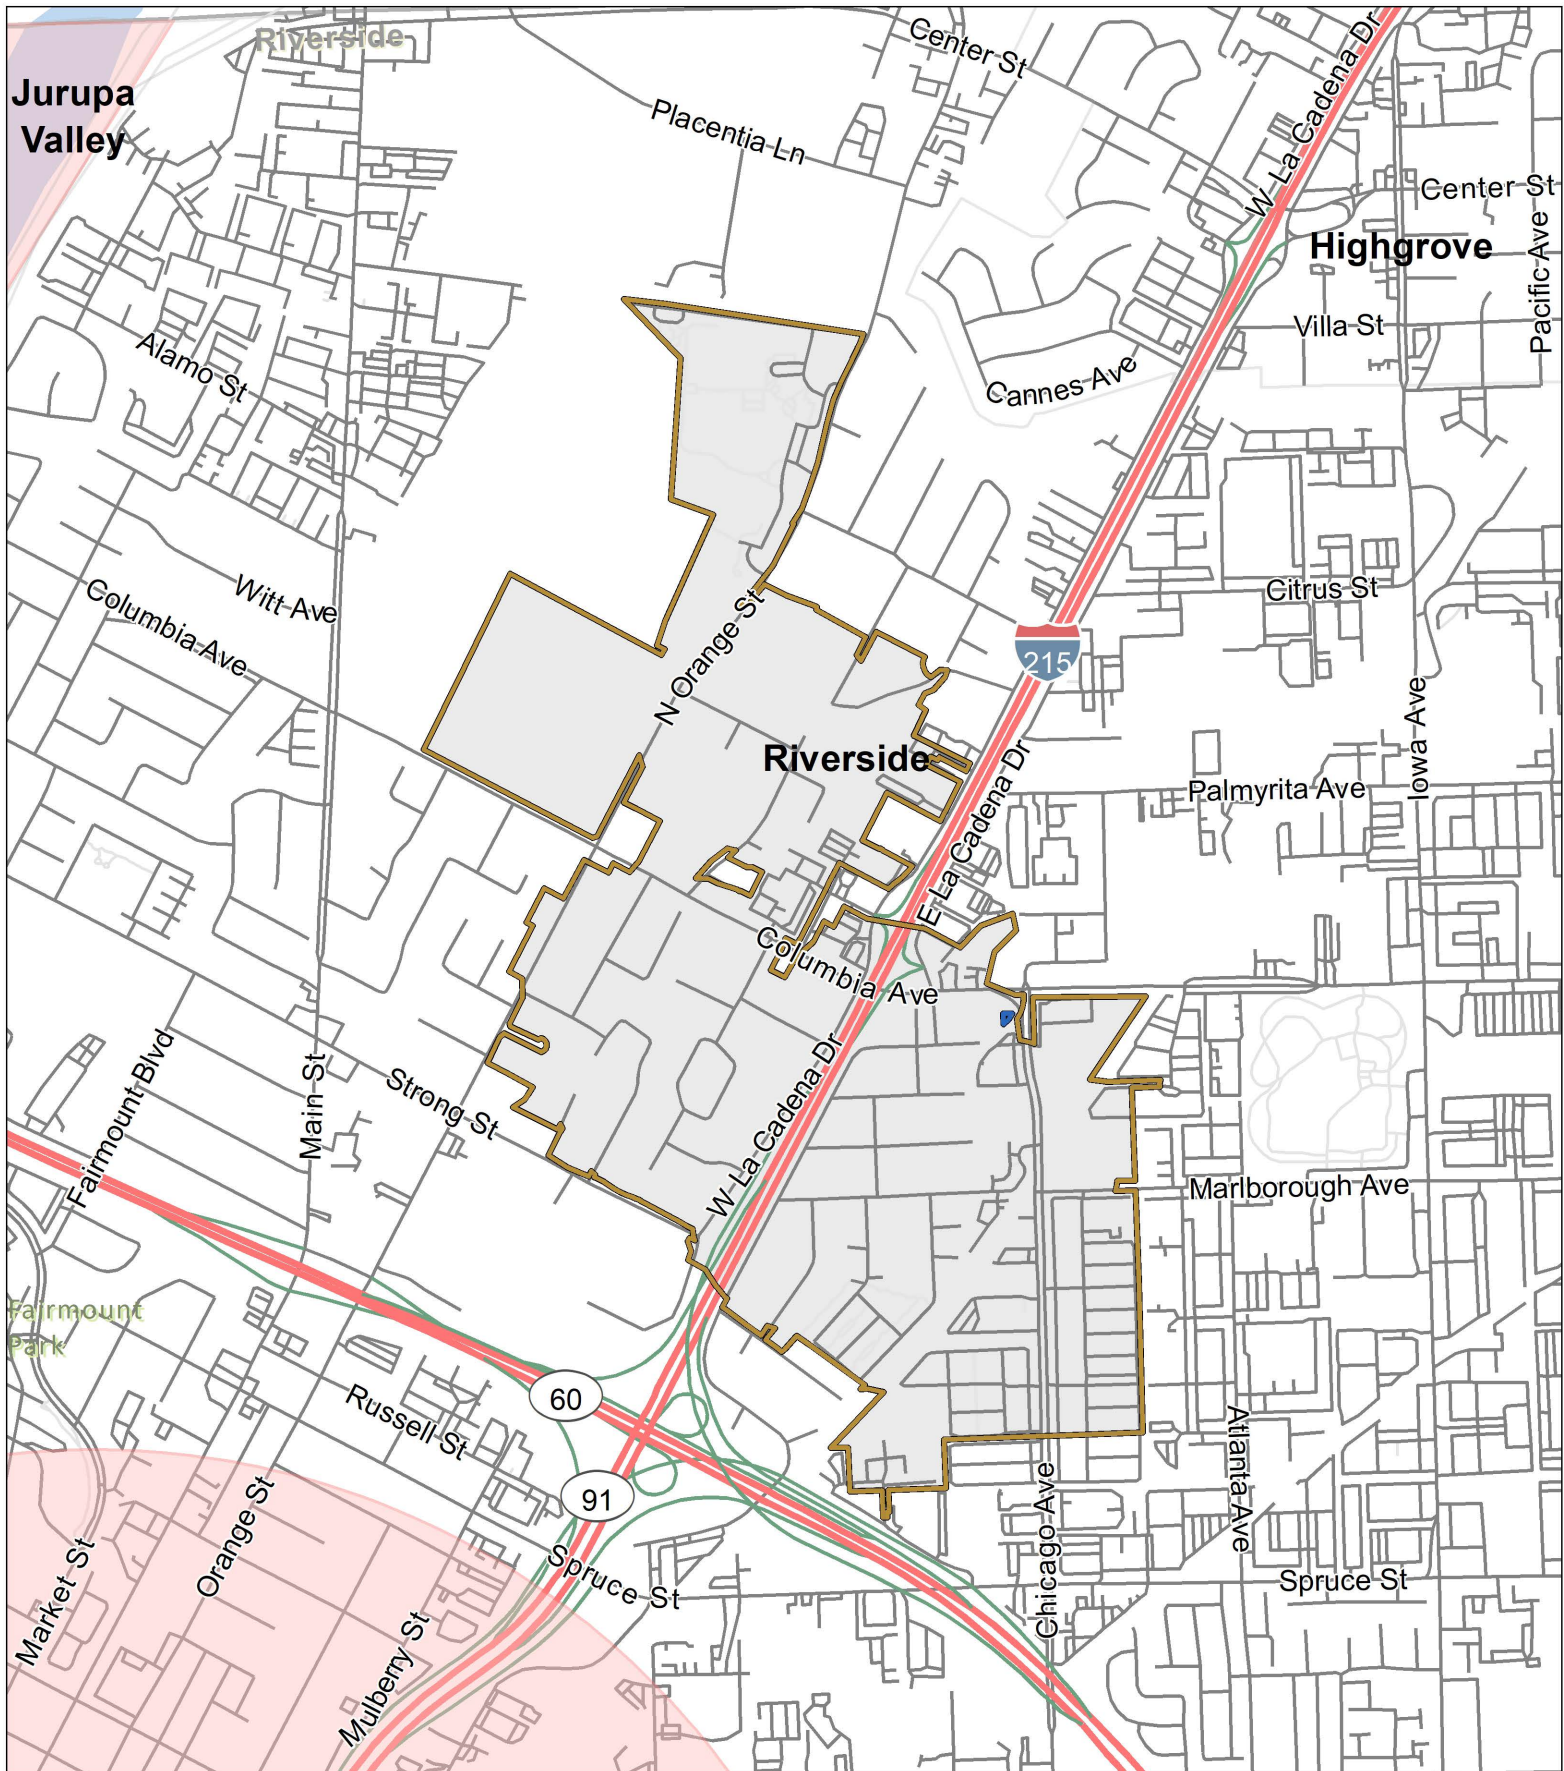 Riverside
Center St
W La Cadena Dr
Jurupa
Valley
Placentia Ln
Center St
Highgrove
Pacific Ave
Villa St
Alamo St
Cannes Ave
Witt Ave
Columbia Ave
Citrus St
N Orange St
215
Iowa Ave
Riverside
E La Cadena Dr
Palmyrita Ave
Columbia Ave
Fairmount Blvd
Main St
Strong St
W La Cadena Dr
Marlborough Ave
Fairmount
Park
60
Russell St
91
Atlanta Ave
Chicago Ave
Orange St
Market St
Spruce St
Spruce St
Mulberry St